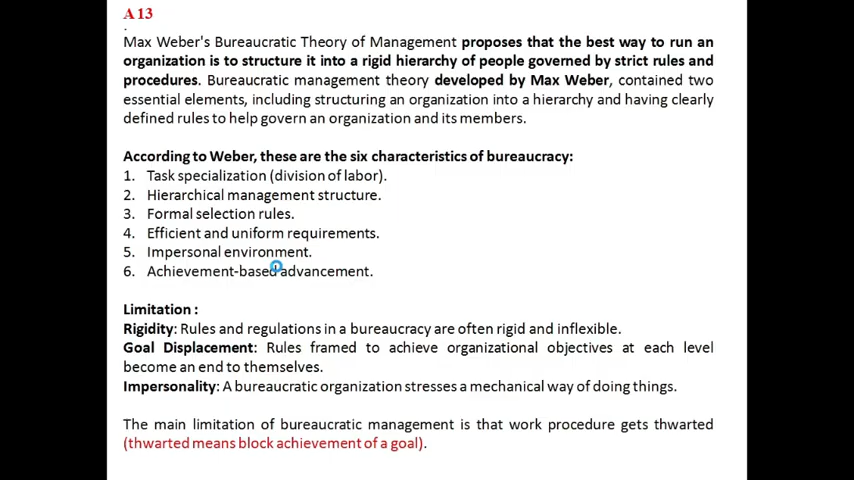 A 13
Max Weber's Bureaucratic Theory of Management proposes that the best way to run an
organization is to structure it into a rigid hierarchy of people governed by strict rules and
procedures. Bureaucratic management theory developed by Max Weber, contained two
essential elements, including structuring an organization into a hierarchy and having clearly
defined rules to help govern an organization and its members.
According to Weber, these are the six characteristics of bureaucracy:
1. Task specialization (division of labor).
2. Hierarchical management structure.
3. Formal selection rules.
4. Efficient and uniform requirements.
5. Impersonal environment.
6. Achievement-based advancement.
Limitation :
Rigidity: Rules and regulations in a bureaucracy are often rigid and inflexible.
Goal Displacement: Rules framed to achieve organizational objectives at each level
become an end to themselves.
Impersonality: A bureaucratic organization stresses a mechanical way of doing things.
The main limitation of bureaucratic management is that work procedure gets thwarted
(thwarted means block achievement of a goal).